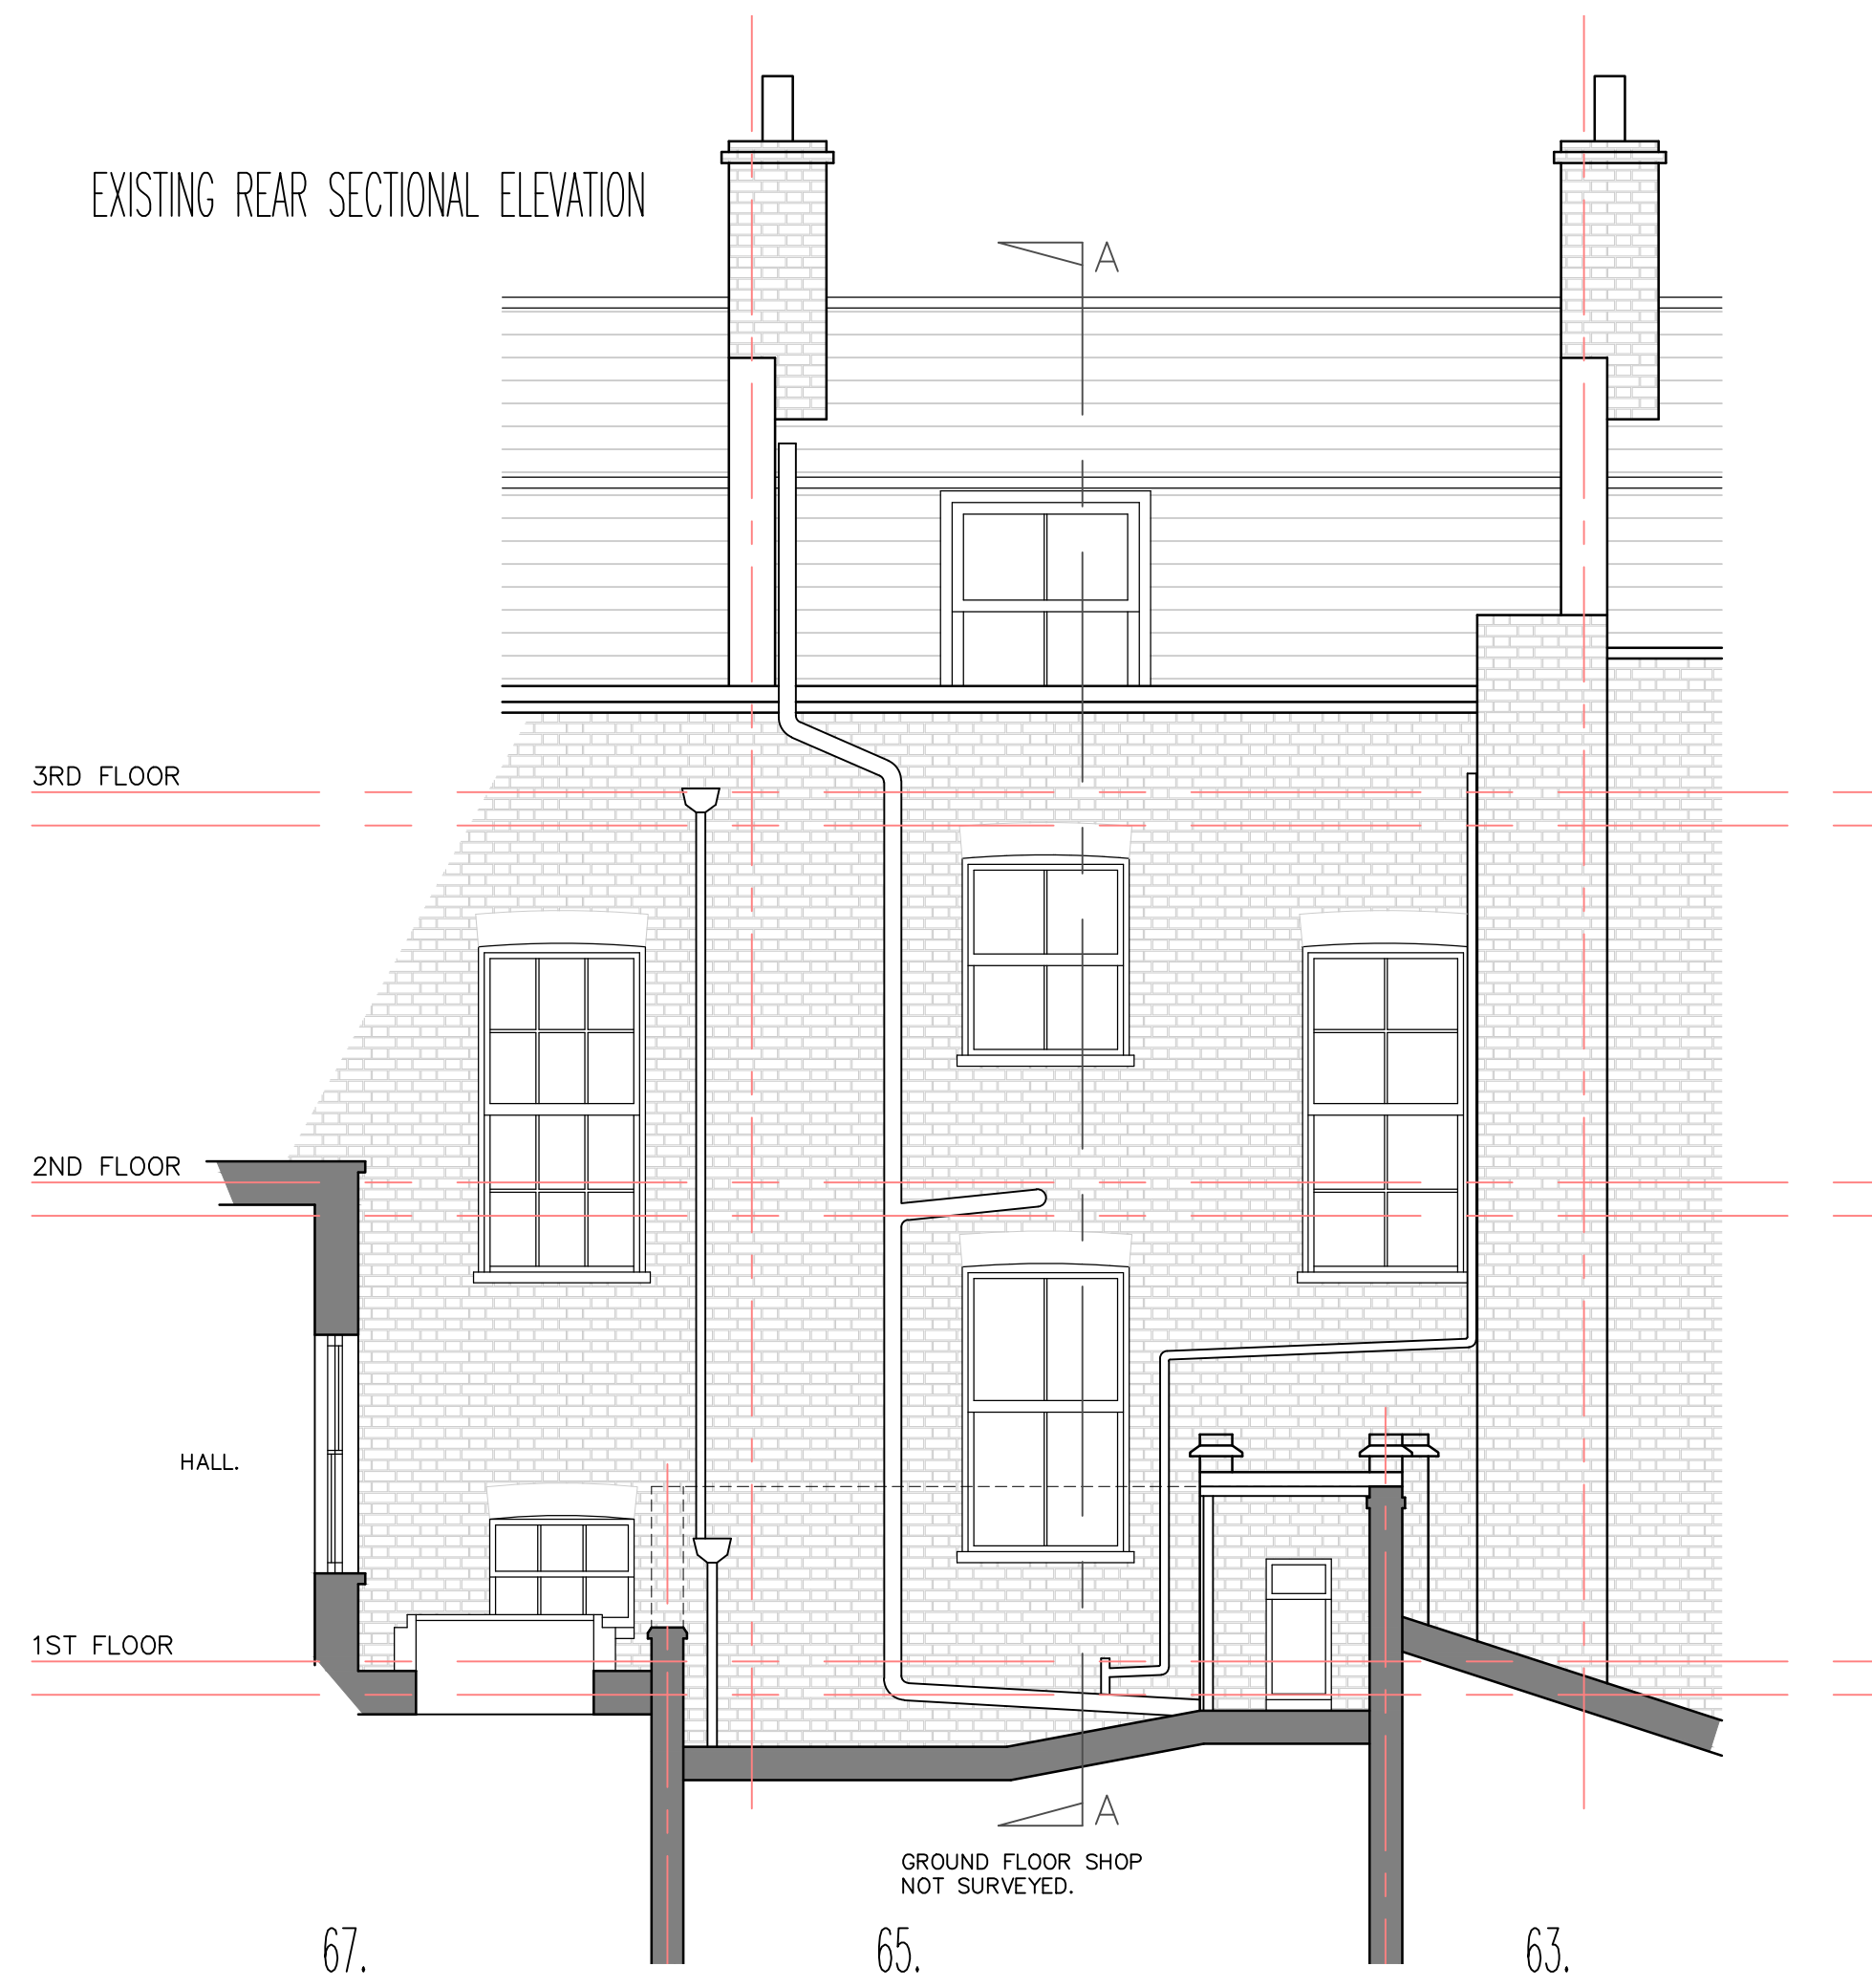 EXISTING REAR SECTIONAL ELEVATION
A
3RD FLOOR
2ND FLOOR
HALL.
1ST FLOOR
A
GROUND FLOOR SHOP
NOT SURVEYED.
67.
65.
63.